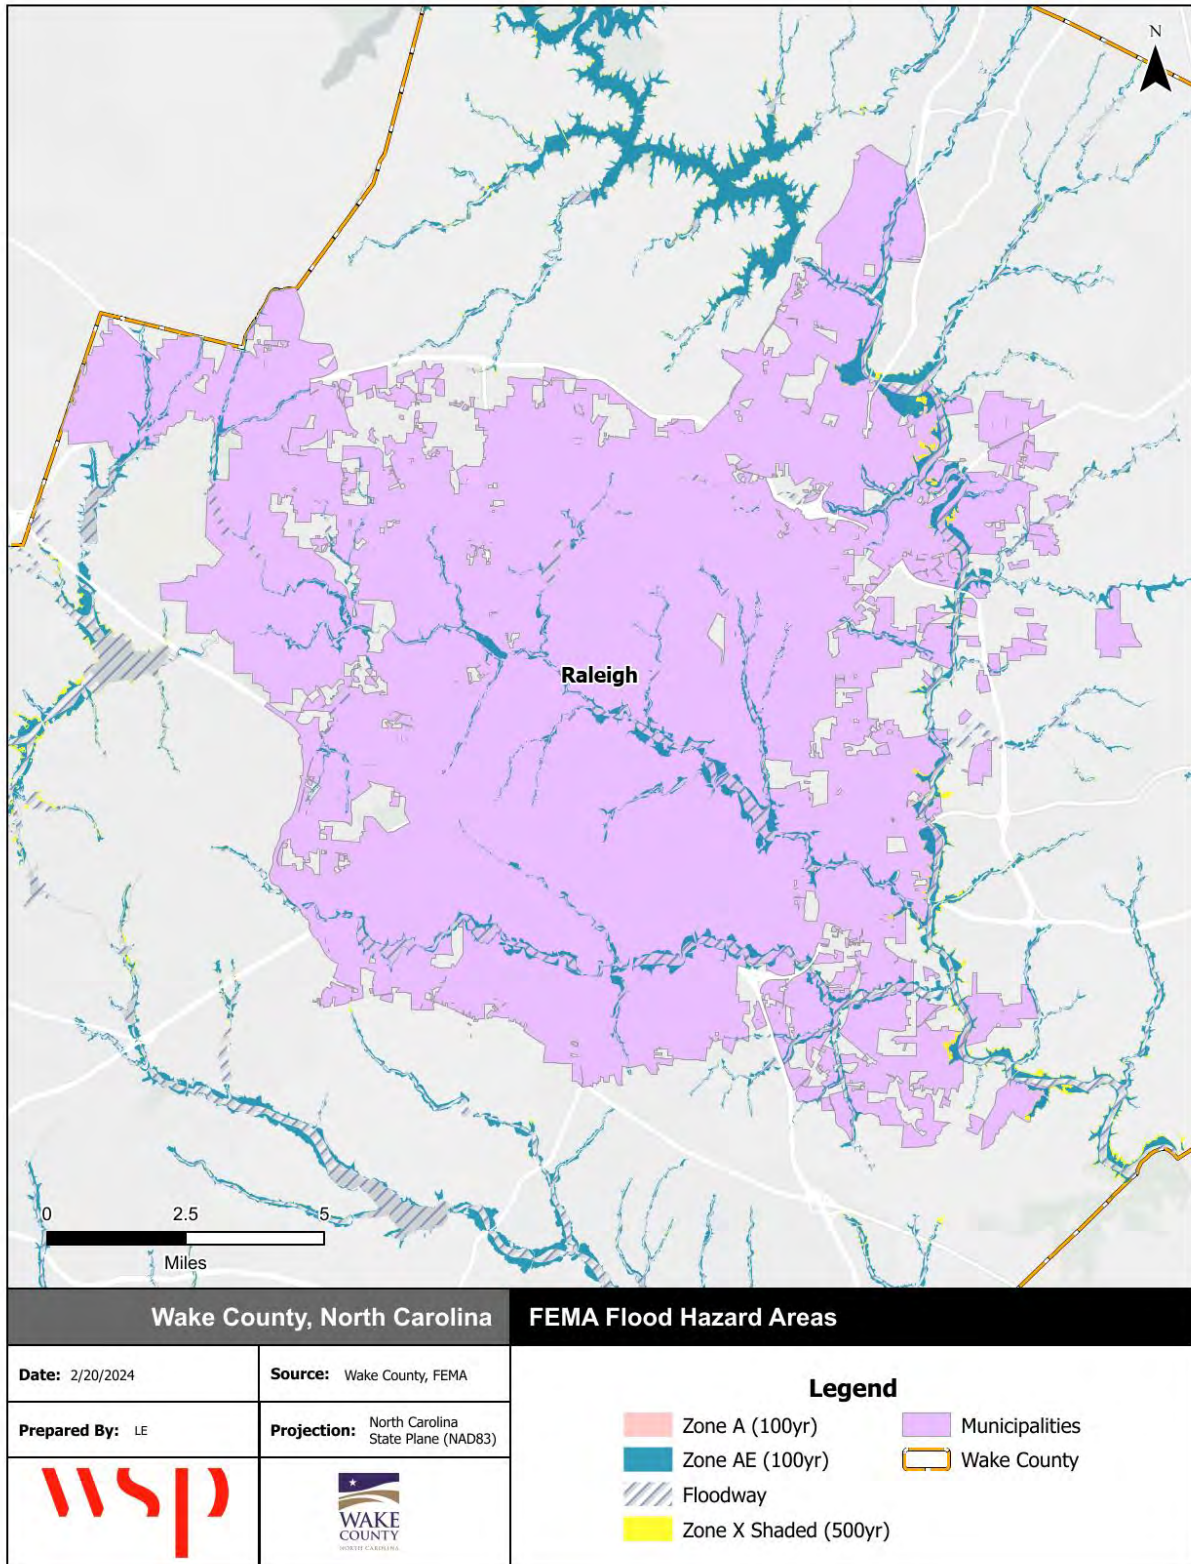 N
Raleigh
0 2.5 5
Miles
Wake County, North Carolina
FEMA Flood Hazard Areas
Date: 2/20/2024
Source: Wake County, FEMA
Prepared By: LE
Projection: North Carolina
State Plane (NAD83)
wsp
WAKE
COUNTY
NORTH CAROLINA
Legend
Zone A (100yr)
Zone AE (100yr)
Floodway
Zone X Shaded (500yr)
Municipalities
Wake County